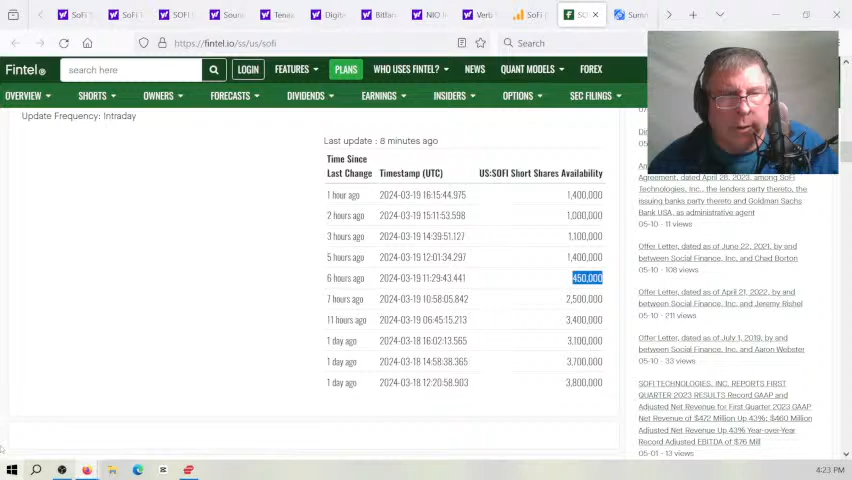 SoFi T
SoFi To
SOFI S
Sound
Tenax
Digit
Bitfarr
NIO I
Verb
SoFi (
SO
Summ
https://fintel.io/ss/us/sofi
Search
Fintel
search here
LOGIN
FEATURES
PLANS
WHO USES FINTEL?
NEWS
QUANT MODELS
FOREX
OVERVIEW
SHORTS
OWNERS
FORECASTS
DIVIDENDS
EARNINGS
INSIDERS
OPTIONS
SEC FILINGS
Update Frequency: Intraday
Last update : 8 minutes ago
Time Since
Last Change Timestamp (UTC) US:SOFI Short Shares Availability
1 hour ago 2024-03-19 16:15:44.975 1,400,000
2 hours ago 2024-03-19 15:11:53.598 1,000,000
3 hours ago 2024-03-19 14:39:51.127 1,100,000
5 hours ago 2024-03-19 12:01:34.297 1,400,000
6 hours ago 2024-03-19 11:29:43.441 450,000
7 hours ago 2024-03-19 10:58:05.842 2,500,000
11 hours ago 2024-03-19 06:45:15.213 3,400,000
1 day ago 2024-03-18 16:02:13.565 3,100,000
1 day ago 2024-03-18 14:58:38.365 3,700,000
1 day ago 2024-03-18 12:20:58.903 3,800,000
Agreement, dated April 28, 2023, among SoFi
Technologies, Inc., the lenders party thereto, the
issuing banks party thereto and Goldman Sachs
Bank USA, as administrative agent
05-10 - 11 views
Offer Letter, dated as of June 22, 2021, by and
between Social Finance, Inc. and Chad Borton
05-10 - 108 views
Offer Letter, dated as of April 21, 2022, by and
between Social Finance, Inc. and Jeremy Rishel
05-10 - 211 views
Offer Letter, dated as of July 1, 2019, by and
between Social Finance, Inc. and Aaron Webster
05-10 - 33 views
SOFI TECHNOLOGIES, INC. REPORTS FIRST
QUARTER 2023 RESULTS Record GAAP and
Adjusted Net Revenue for First Quarter 2023 GAAP
Net Revenue of $472 Million Up 43%; $460 Million
Adjusted Net Revenue Up 43% Year-over-Year
Record Adjusted EBITDA of $76 Mill
05-01 - 13 views
4:23 PM